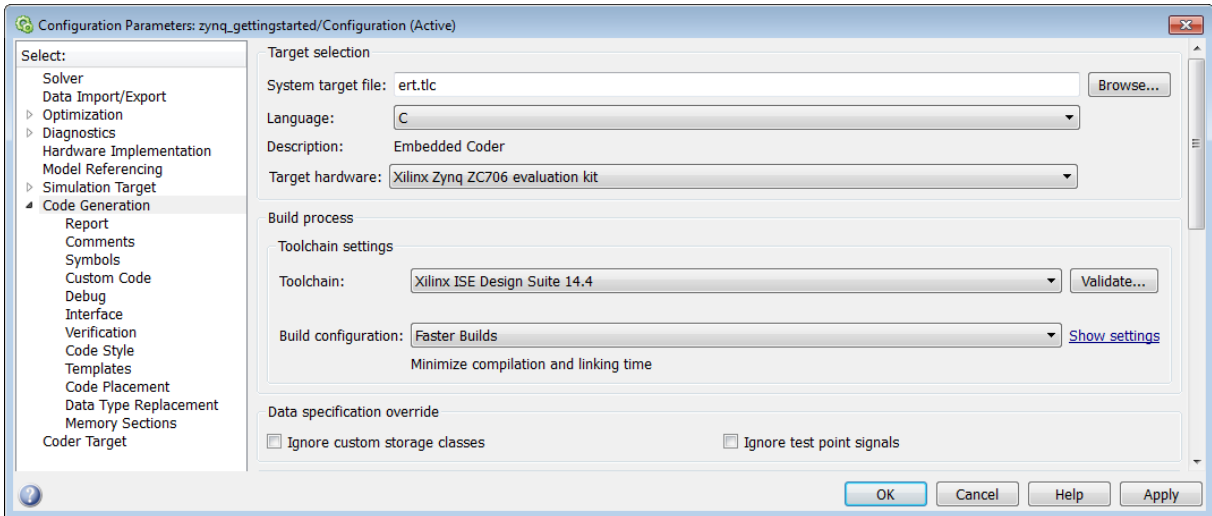 Configuration Parameters: zynq_gettingstarted/Configuration (Active)
Select:
Solver
Data Import/Export
Optimization
Diagnostics
Hardware Implementation
Model Referencing
Simulation Target
Code Generation
Report
Comments
Symbols
Custom Code
Debug
Interface
Verification
Code Style
Templates
Code Placement
Data Type Replacement
Memory Sections
Coder Target
Target selection
System target file: ert.tlc Browse...
Language: C
Description: Embedded Coder
Target hardware: Xilinx Zynq ZC706 evaluation kit
Build process
Toolchain settings
Toolchain: Xilinx ISE Design Suite 14.4 Validate...
Build configuration: Faster Builds Show settings
Minimize compilation and linking time
Data specification override
Ignore custom storage classes Ignore test point signals
OK Cancel Help Apply